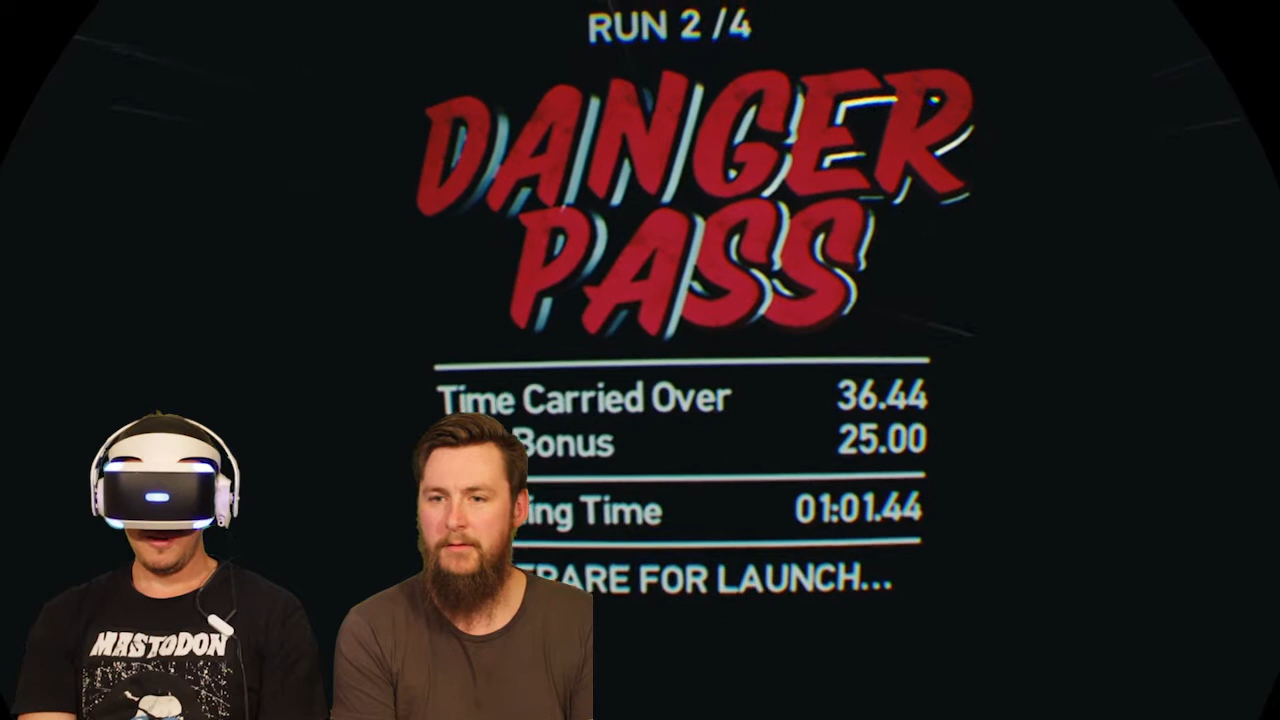 RUN 2 /4
DANGER
PASS
Time Carried Over 36.44
Bonus 25.00
Time 01:01.44
FOR LAUNCH...
MASTODON